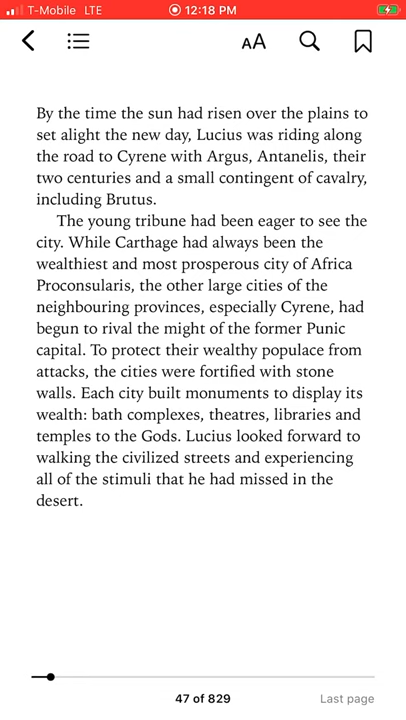 T-Mobile LTE 12:18 PM
AA
By the time the sun had risen over the plains to
set alight the new day, Lucius was riding along
the road to Cyrene with Argus, Antanelis, their
two centuries and a small contingent of cavalry,
including Brutus.
The young tribune had been eager to see the
city. While Carthage had always been the
wealthiest and most prosperous city of Africa
Proconsularis, the other large cities of the
neighbouring provinces, especially Cyrene, had
begun to rival the might of the former Punic
capital. To protect their wealthy populace from
attacks, the cities were fortified with stone
walls. Each city built monuments to display its
wealth: bath complexes, theatres, libraries and
temples to the Gods. Lucius looked forward to
walking the civilized streets and experiencing
all of the stimuli that he had missed in the
desert.
47 of 829 Last page